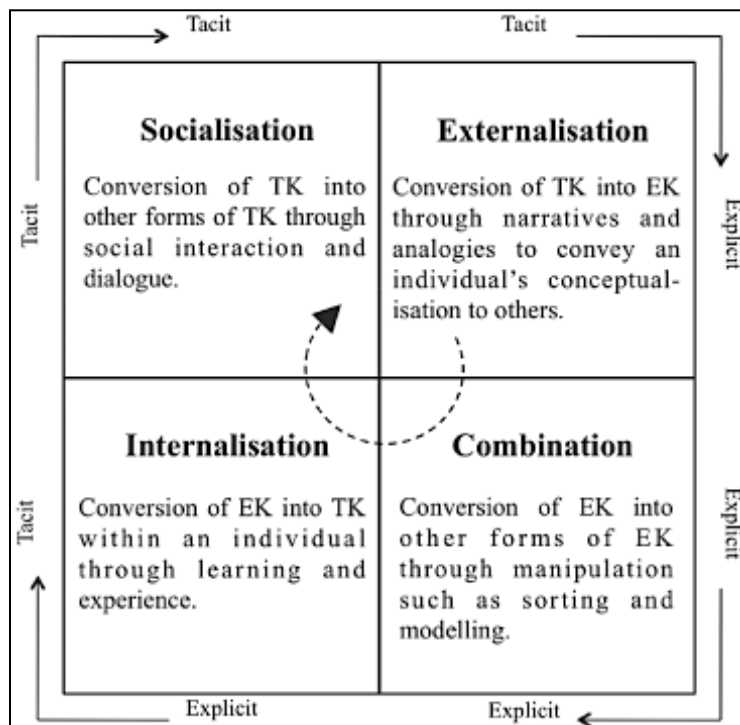 Tacit
Tacit
Socialisation
Conversion of TK into
other forms of TK through
social interaction and
dialogue.
Externalisation
Conversion of TK into EK
through narratives and
analogies to convey an
individual's conceptual-
isation to others.
Tacit
Explicit
Internalisation
Conversion of EK into TK
within an individual
through learning and
experience.
Combination
Conversion of EK into
other forms of EK
through manipulation
such as sorting and
modelling.
Tacit
Explicit
Explicit
Explicit